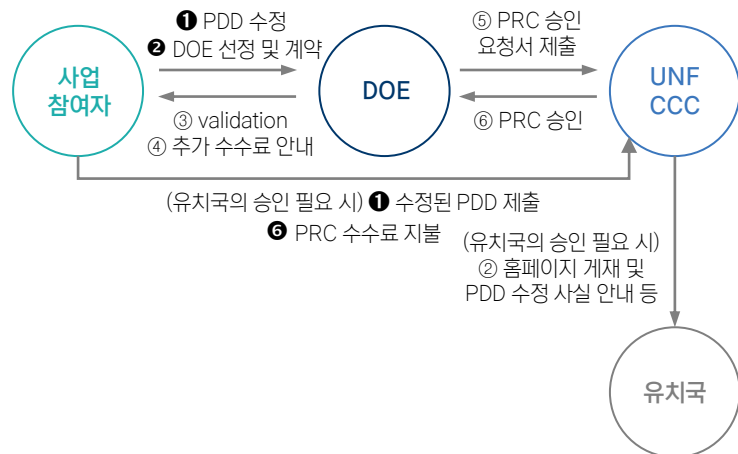 ❶ PDD 수정
❷ DOE 선정 및 계약
⑤ PRC 승인
요청서 제출
사업
참여자
DOE
UNF
CCC
③ validation
④ 추가 수수료 안내
⑥ PRC 승인
(유치국의 승인 필요 시) ❶ 수정된 PDD 제출
❻ PRC 수수료 지불
(유치국의 승인 필요 시)
② 홈페이지 게재 및
PDD 수정 사실 안내 등
유치국